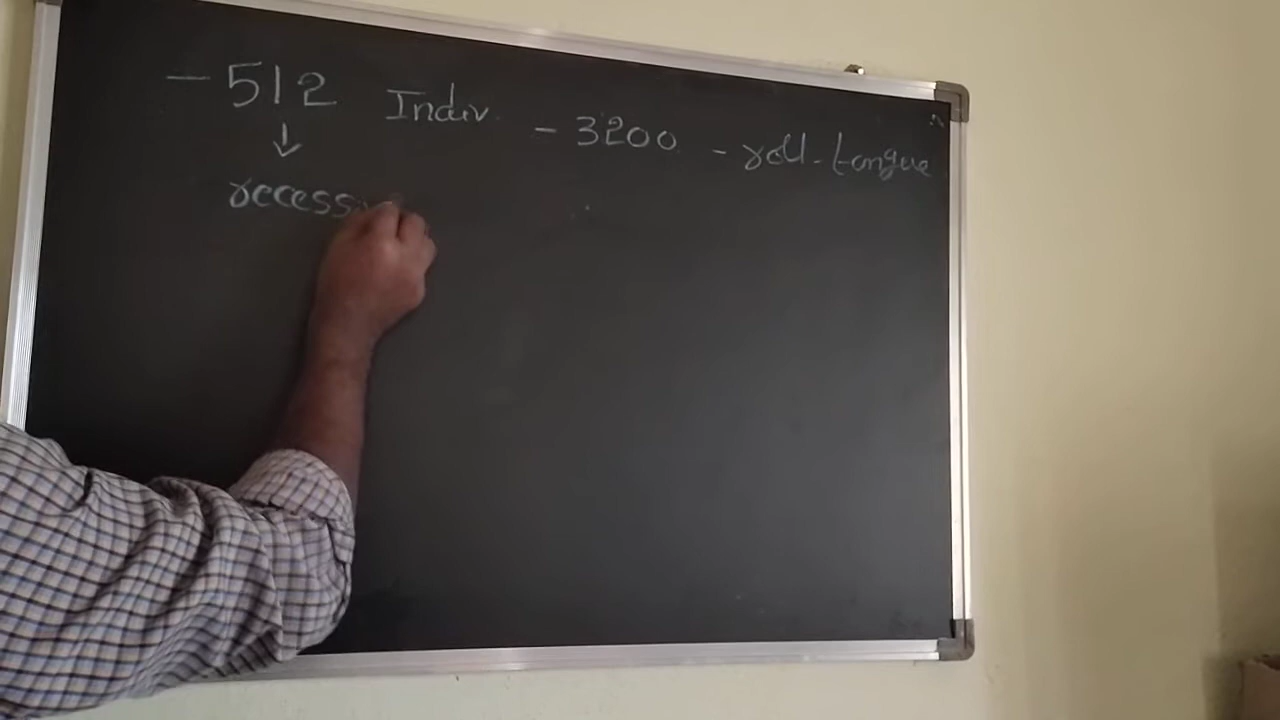 - 512 Indiv. - 3200 - roll-tongue
↓
recess